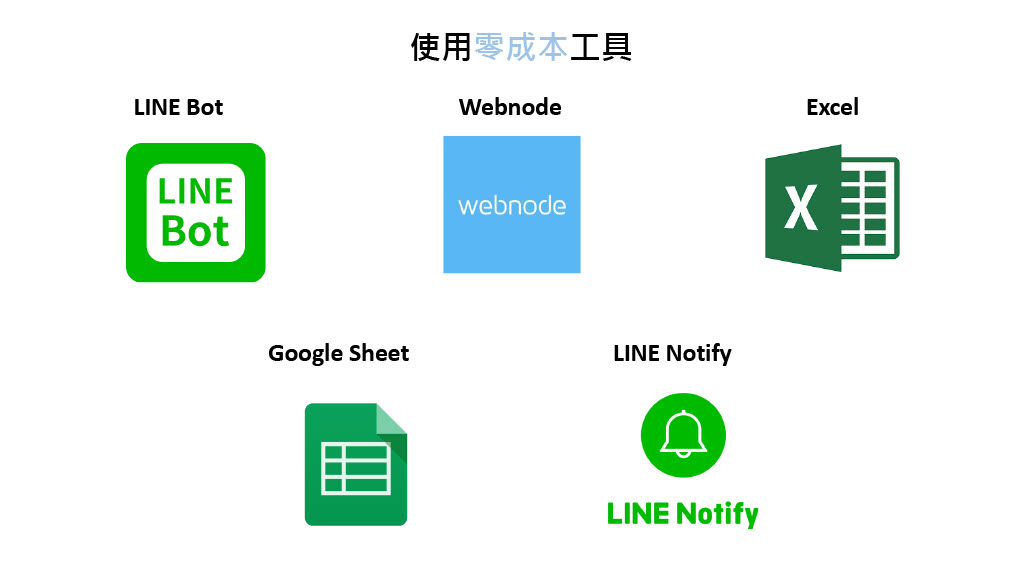 使用零成本工具
LINE Bot
Webnode
Excel
LINE
Bot
webnode
X
Google Sheet
LINE Notify
LINE Notify